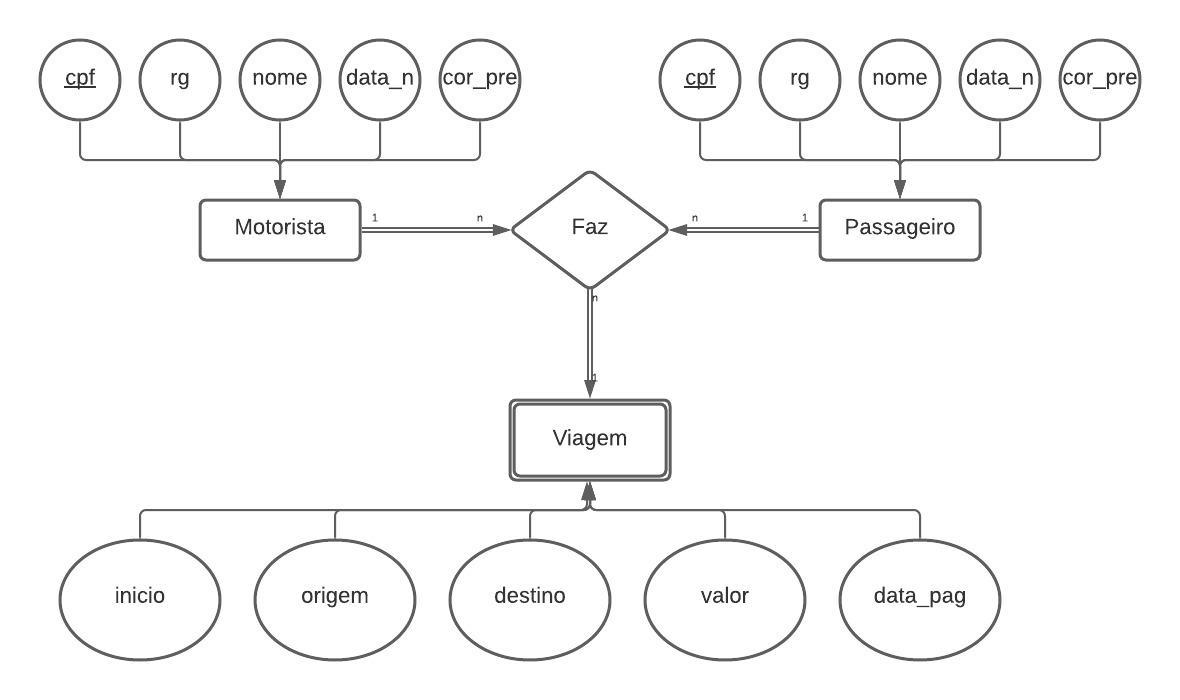 cpf rg nome data_n cor_pre cpf rg nome data_n cor_pre
Motorista 1 n Faz n 1 Passageiro
n
1
Viagem
inicio origem destino valor data_pag